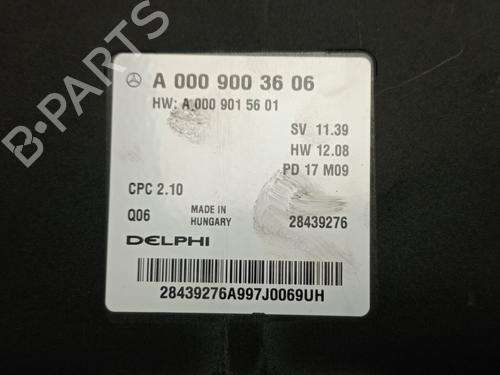 B-PARTS
A 000 900 36 06
HW: A 000 901 56 01
SV 11.39
HW 12.08
PD 17 M09
CPC 2.10
Q06
MADE IN
HUNGARY
28439276
DELPHI
28439276A997J0069UH